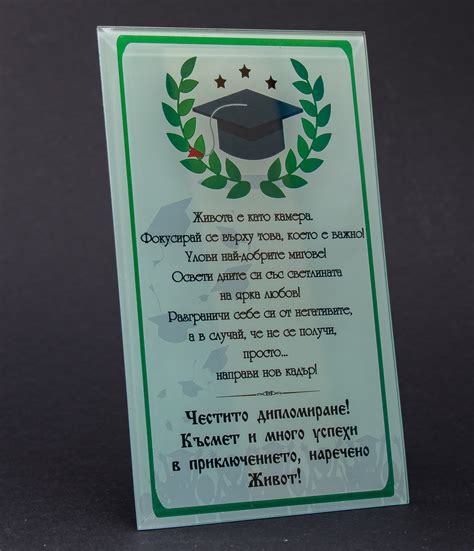 Живота е като камера.
Фокусирай се върху това, което е важно!
Улови най-добрите мигове!
Освети дните си със светлината
на ярка любов!
Разграничи себе си от негативите,
а в случай, че не се получи,
просто...
направи нов кадър!
Честито дипломиране!
Късмет и много успехи
в приключението, наречено
Живот!